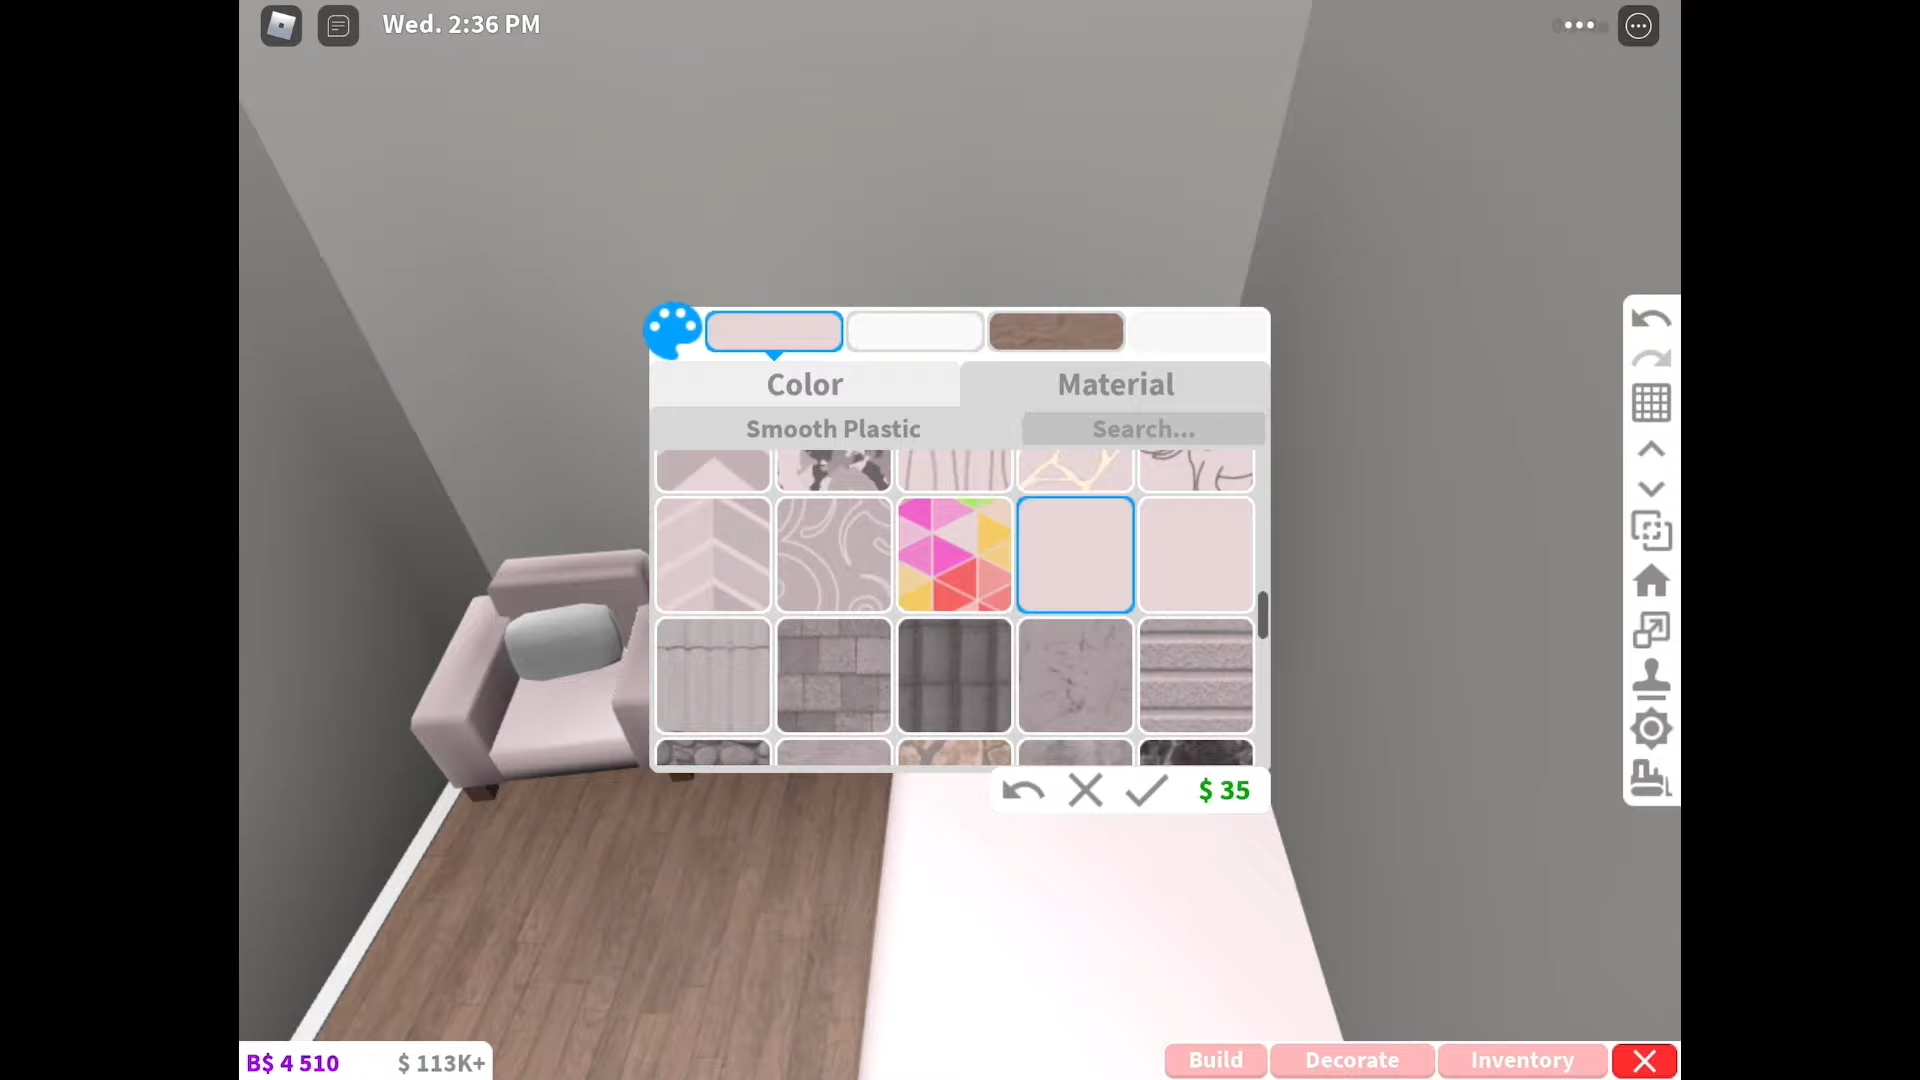 Wed. 2:36 PM
Color
Material
Smooth Plastic
Search...
$ 35
B$ 4 510
$ 113K+
Build
Decorate
Inventory